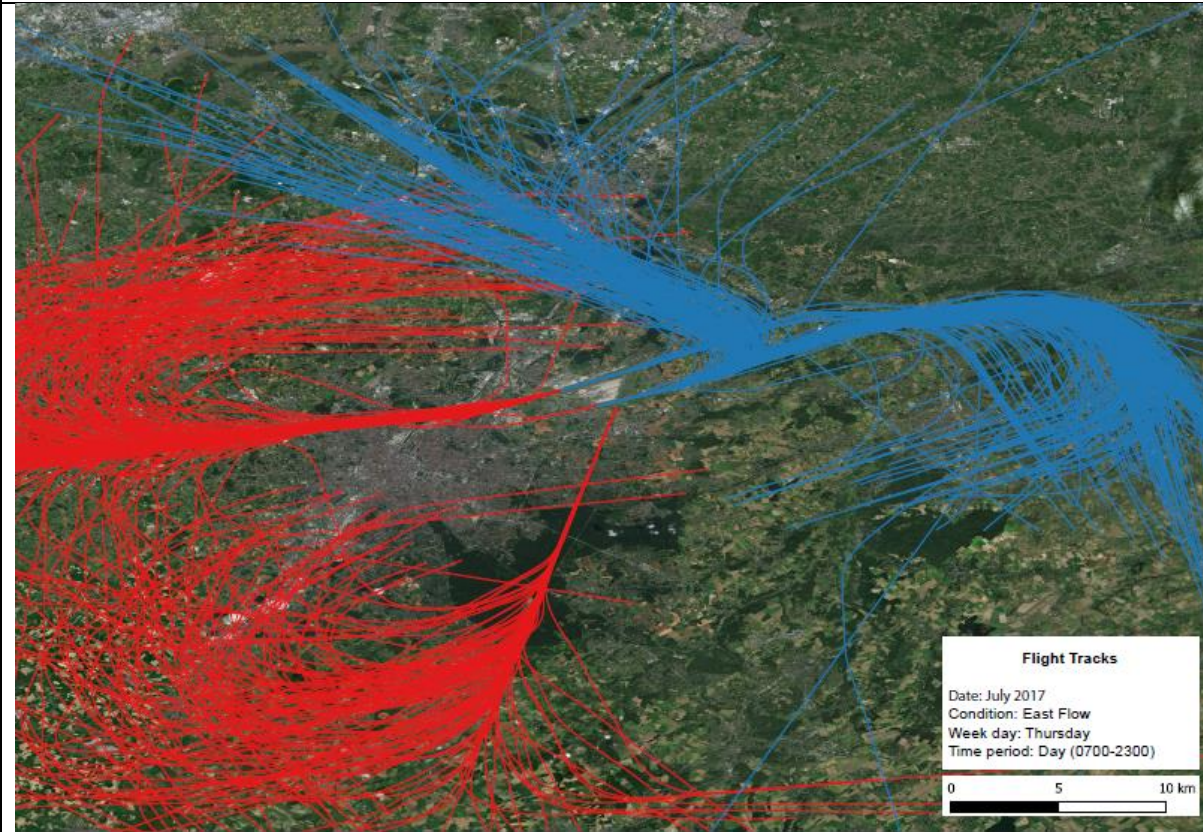 Flight Tracks
Date: July 2017
Condition: East Flow
Week day: Thursday
Time period: Day (0700-2300)
0 5 10 km